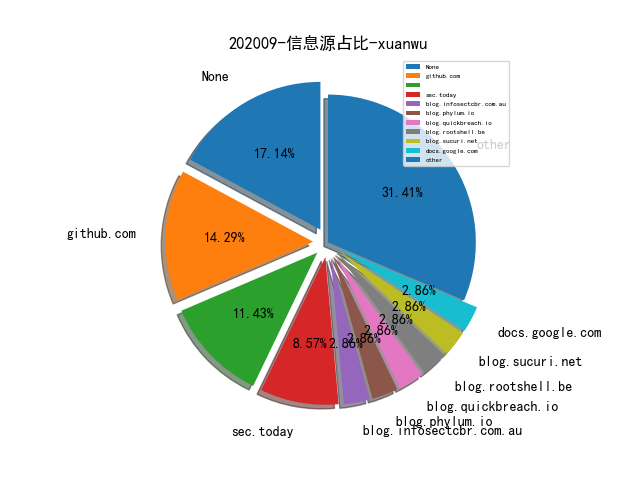 202009-信息源占比-xuanwu
None
github.com
sec.today
blog.infosectcbr.com.au
blog.phylum.io
blog.quickbreach.io
blog.rootshell.be
blog.sucuri.net
docs.google.com
other
None
other
17.14%
31.41%
github.com
14.29%
11.43%
8.57%
2.86%
2.86%
2.86%
2.86%
2.86%
2.86%
docs.google.com
blog.sucuri.net
blog.rootshell.be
blog.quickbreach.io
blog.phylum.io
blog.infosectcbr.com.au
sec.today